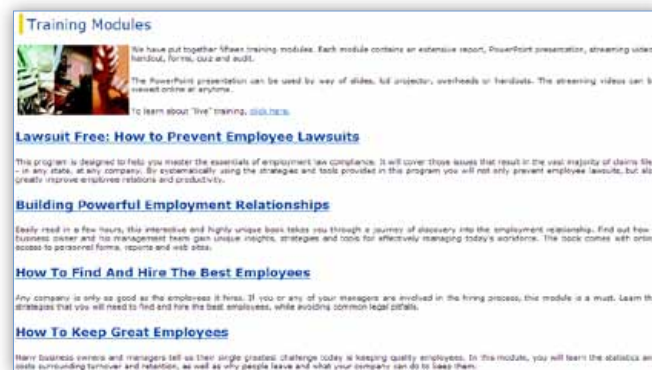 Training Modules
We have put together fifteen training modules. Each module contains an extensive report, PowerPoint presentation, streaming video
handout, forms, quiz and audit.
The PowerPoint presentation can be used by way of slides, lcd projector, overheads or handouts. The streaming videos can b
viewed online at anytime.
To learn about "live" training, click here.
Lawsuit Free: How to Prevent Employee Lawsuits
This program is designed to help you master the essentials of employment law compliance. It will cover those issues that result in the vast majority of claims file
- in any state, at any company. By systematically using the strategies and tools provided in this program you will not only prevent employee lawsuits, but als
greatly improve employee relations and productivity.
Building Powerful Employment Relationships
Easily read in a few hours, this interactive and highly unique book takes you through a journey of discovery into the employment relationship. Find out how
business owner and his management team gain unique insights, strategies and tools for effectively managing today's workforce. The book comes with onlin
access to personnel forms, reports and web sites.
How To Find And Hire The Best Employees
Any company is only as good as the employees it hires. If you or any of your managers are involved in the hiring process, this module is a must. Learn th
strategies that you will need to find and hire the best employees, while avoiding common legal pitfalls.
How To Keep Great Employees
Many business owners and managers tell us their single greatest challenge today is keeping quality employees. In this module, you will learn the statistics an
costs surrounding turnover and retention, as well as why people leave and what your company can do to keep them.